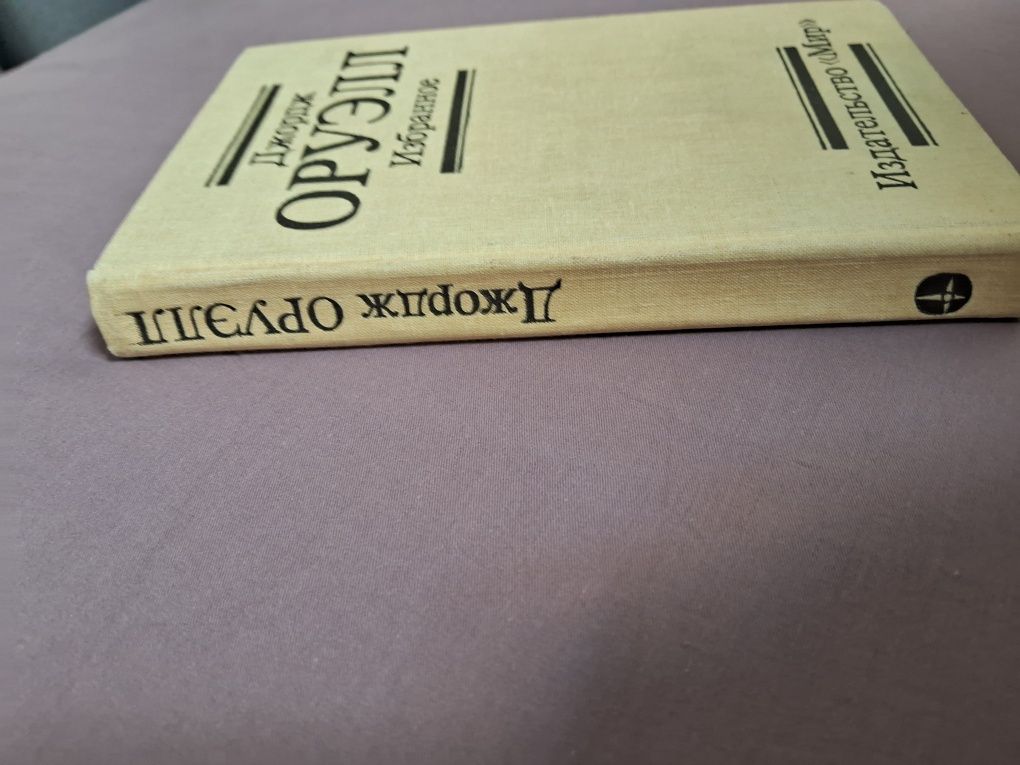 Джордж
ОРУЭЛЛ
Избранное
Издательство «Мир»
Джордж ОРУЭЛЛ